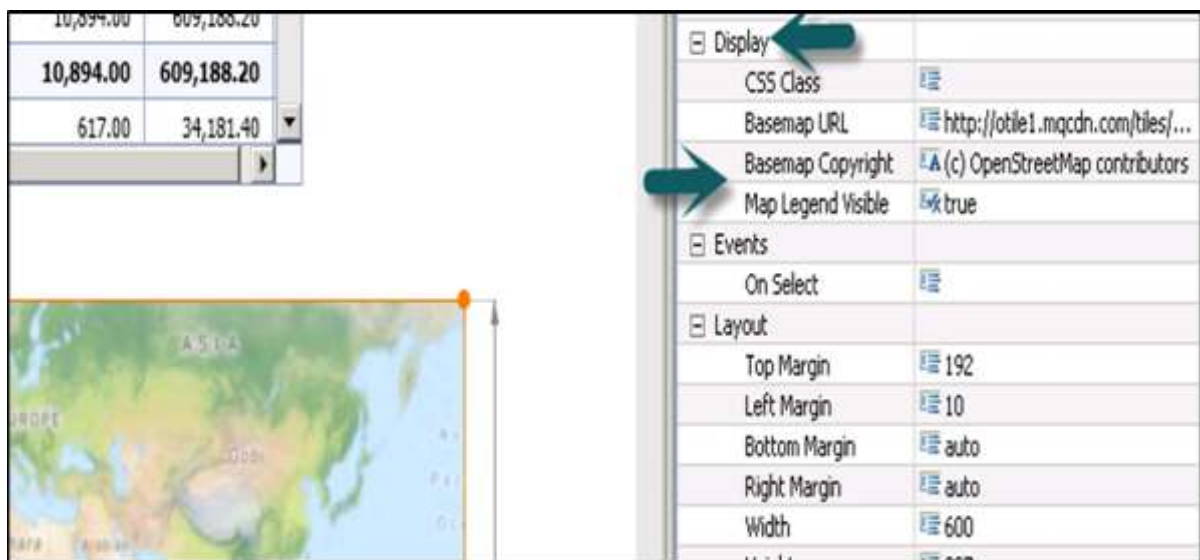 10,894.00 609,188.20
10,894.00 609,188.20
617.00 34,181.40
ASIA
Gobi
Display
CSS Class
Basemap URL http://otile1.mqcdn.com/tiles/...
Basemap Copyright (c) OpenStreetMap contributors
Map Legend Visible true
Events
On Select
Layout
Top Margin 192
Left Margin 10
Bottom Margin auto
Right Margin auto
Width 600